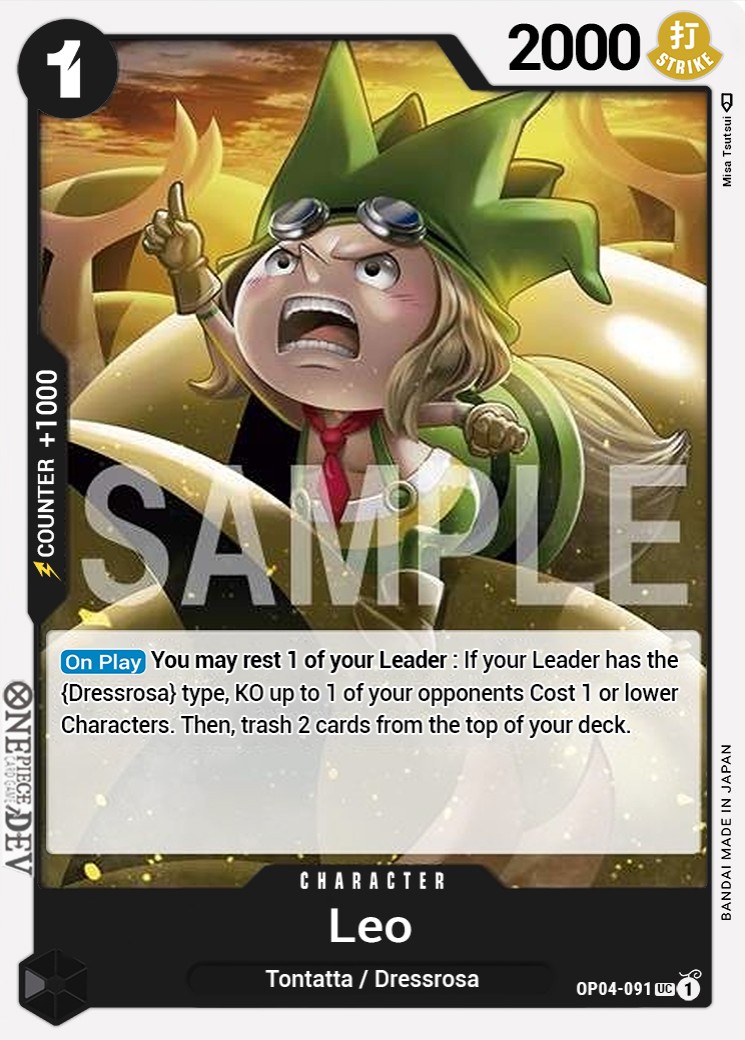 1
2000
打
STRIKE
Misa Tsutsui
COUNTER +1000
SAMPLE
On Play You may rest 1 of your Leader : If your Leader has the
{Dressrosa} type, KO up to 1 of your opponents Cost 1 or lower
Characters. Then, trash 2 cards from the top of your deck.
ONE PIECE
CARD GAME
/DEV
BANDAI MADE IN JAPAN
CHARACTER
Leo
Tontatta / Dressrosa
OP04-091 UC 1